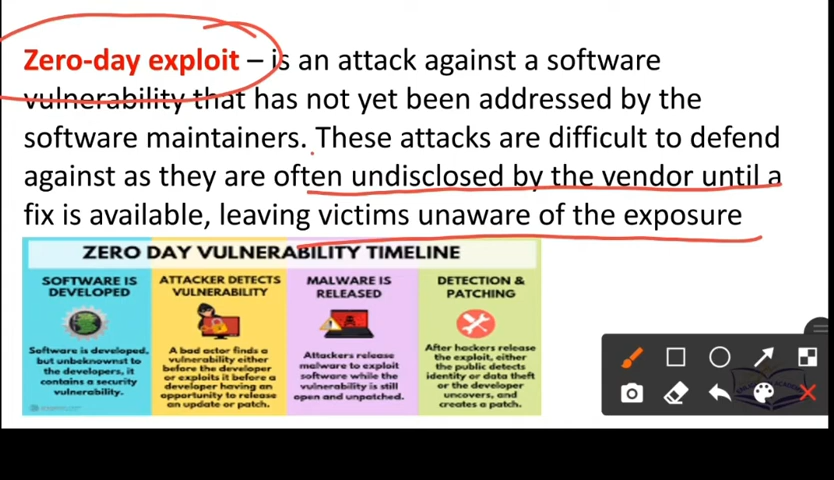 Zero-day exploit – is an attack against a software
vulnerability that has not yet been addressed by the
software maintainers. These attacks are difficult to defend
against as they are often undisclosed by the vendor until a
fix is available, leaving victims unaware of the exposure
ZERO DAY VULNERABILITY TIMELINE
SOFTWARE IS
DEVELOPED
Software is developed,
but unbeknownst to
the developers, it
contains a security
vulnerability.
ATTACKER DETECTS
VULNERABILITY
A bad actor finds a
vulnerability either
before the developer
or exploits it before a
developer having an
opportunity to release
an update or patch.
MALWARE IS
RELEASED
Attackers release
malware to exploit
software while the
vulnerability is still
open and unpatched.
DETECTION &
PATCHING
After hackers release
the exploit, either
the public detects
identity or data theft
or the developer
uncovers, and
creates a patch.